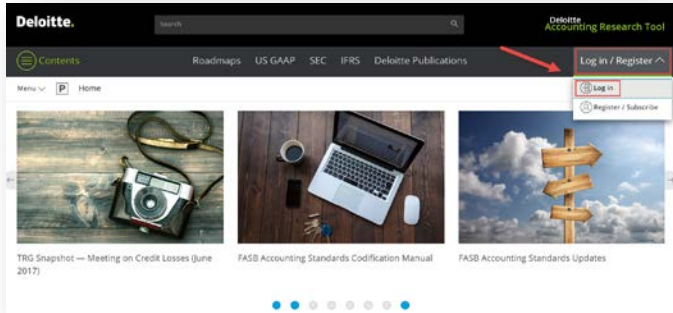 Deloitte.
Search
Deloitte
Accounting Research Tool
Contents
Roadmaps US GAAP SEC IFRS Deloitte Publications
Log in / Register
Log in
Register / Subscribe
Menu P Home
TRG Snapshot — Meeting on Credit Losses (June 2017)
FASB Accounting Standards Codification Manual
FASB Accounting Standards Updates